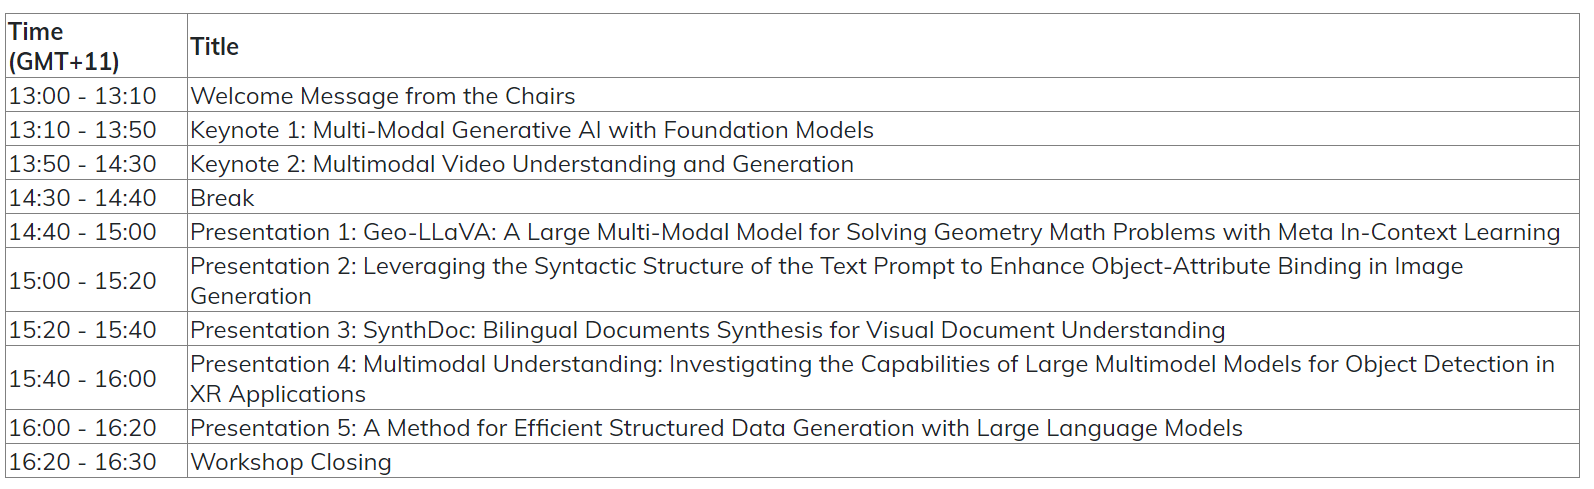 Time
(GMT+11)
Title
13:00 - 13:10 Welcome Message from the Chairs
13:10 - 13:50 Keynote 1: Multi-Modal Generative AI with Foundation Models
13:50 - 14:30 Keynote 2: Multimodal Video Understanding and Generation
14:30 - 14:40 Break
14:40 - 15:00 Presentation 1: Geo-LLaVA: A Large Multi-Modal Model for Solving Geometry Math Problems with Meta In-Context Learning
15:00 - 15:20 Presentation 2: Leveraging the Syntactic Structure of the Text Prompt to Enhance Object-Attribute Binding in Image
Generation
15:20 - 15:40 Presentation 3: SynthDoc: Bilingual Documents Synthesis for Visual Document Understanding
15:40 - 16:00 Presentation 4: Multimodal Understanding: Investigating the Capabilities of Large Multimodel Models for Object Detection in
XR Applications
16:00 - 16:20 Presentation 5: A Method for Efficient Structured Data Generation with Large Language Models
16:20 - 16:30 Workshop Closing